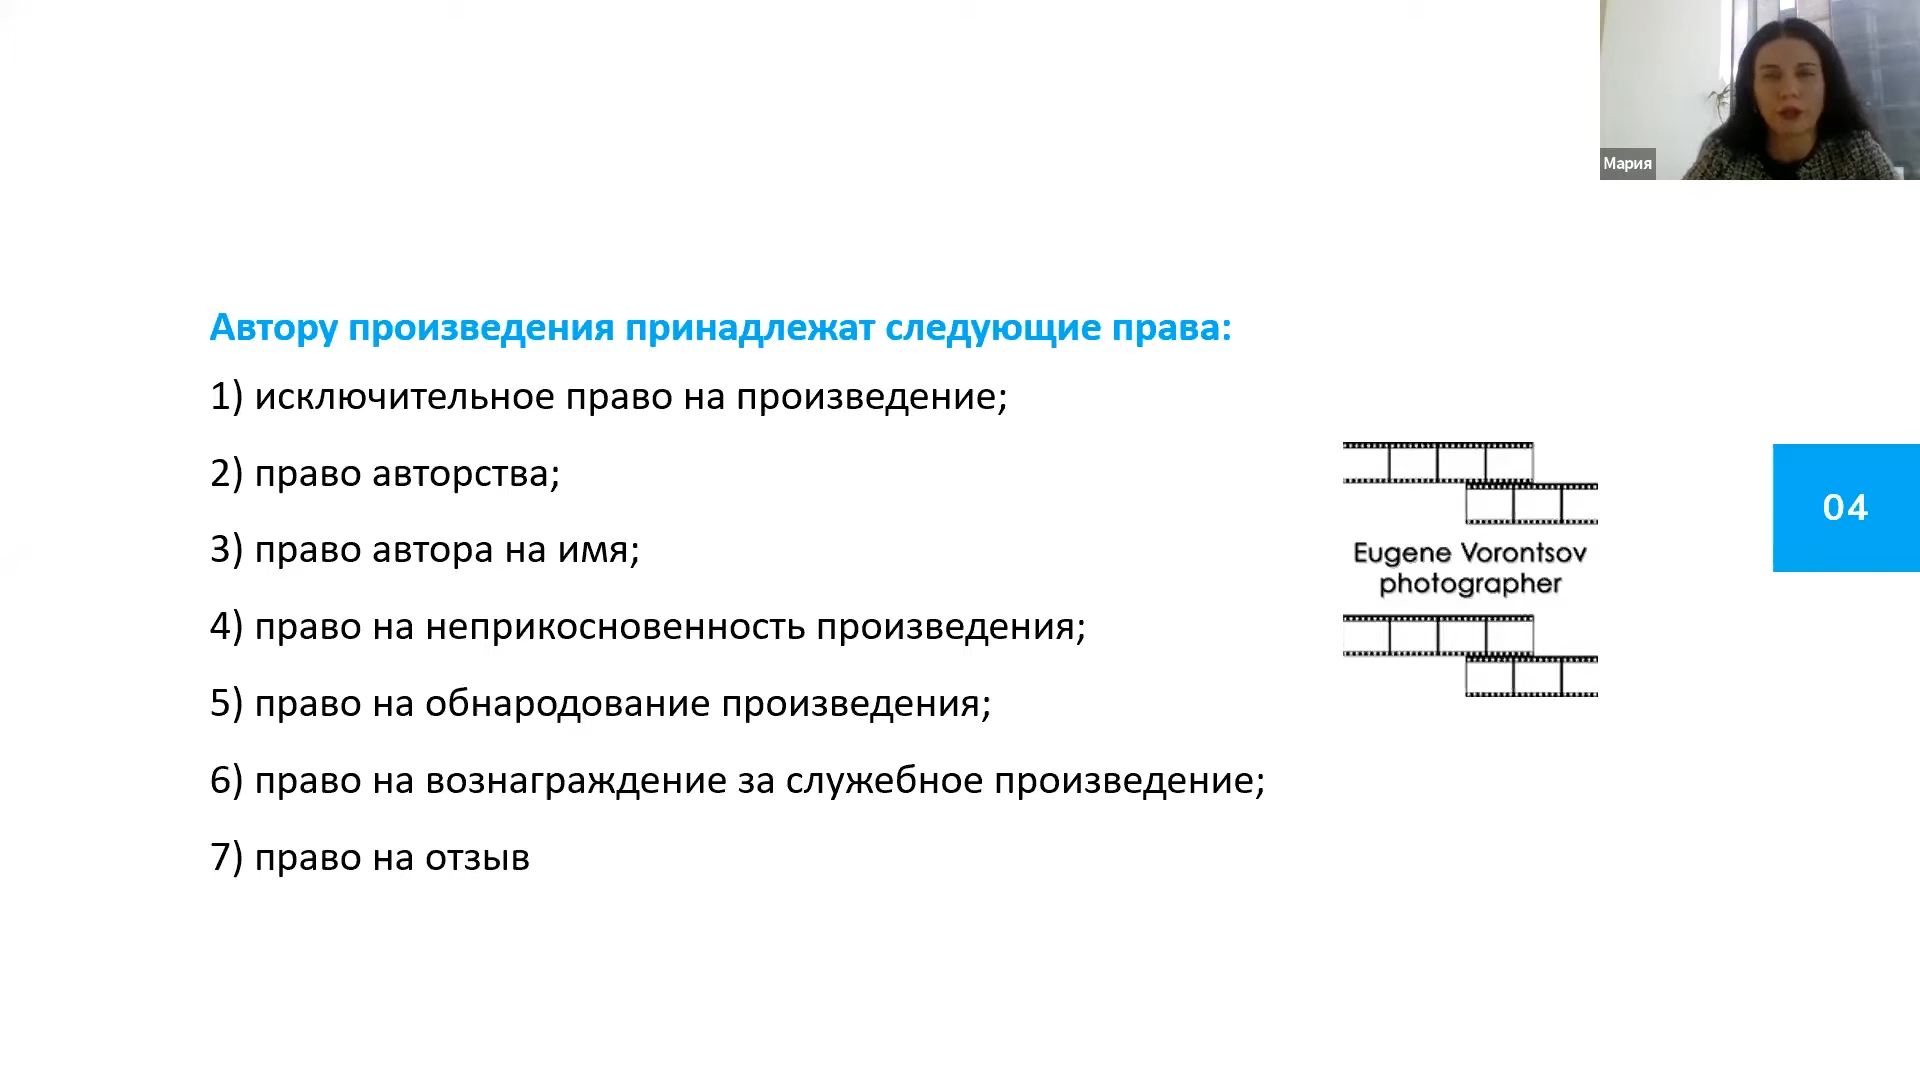 Мария
Автору произведения принадлежат следующие права:
1) исключительное право на произведение;
2) право авторства;
3) право автора на имя;
4) право на неприкосновенность произведения;
5) право на обнародование произведения;
6) право на вознаграждение за служебное произведение;
7) право на отзыв
Eugene Vorontsov
photographer
04